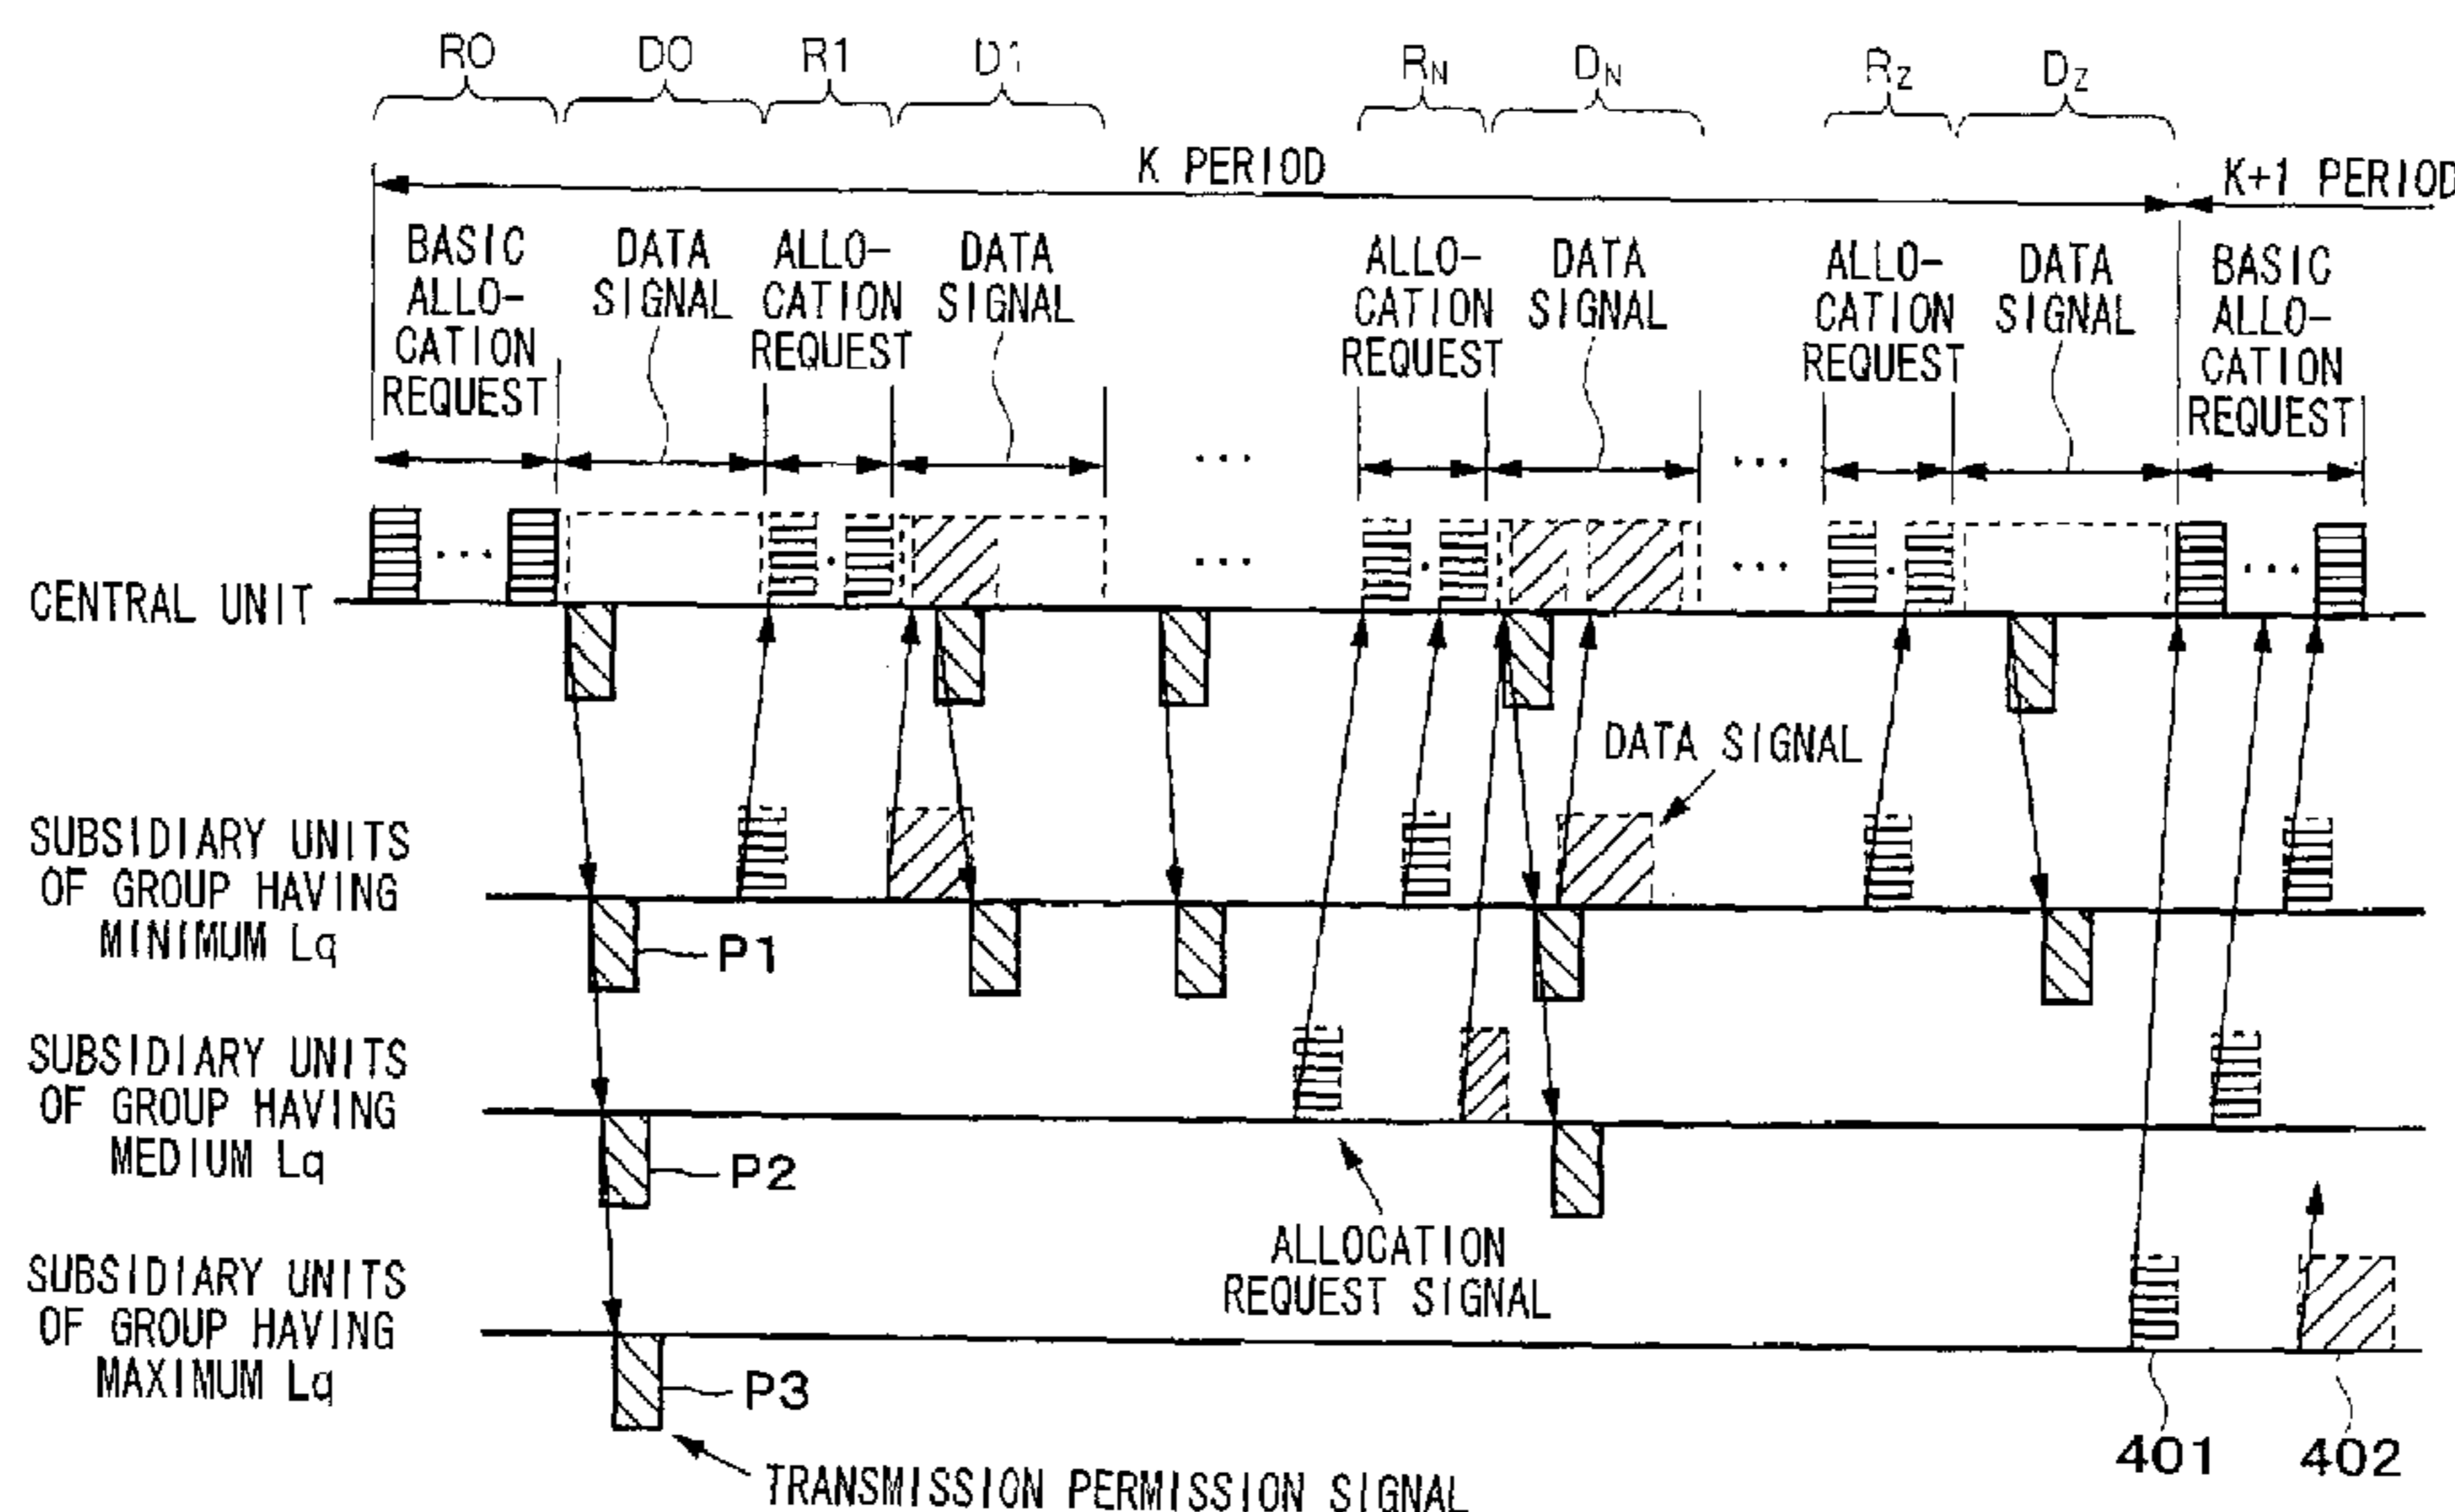 R0 D0 R1 D1 RN DN RZ DZ
K PERIOD K+1 PERIOD
BASIC ALLO- CATION REQUEST
DATA SIGNAL
ALLO- CATION REQUEST
DATA SIGNAL
ALLO- CATION REQUEST
DATA SIGNAL
ALLO- CATION REQUEST
DATA SIGNAL
BASIC ALLO- CATION REQUEST
... ...
... ... ... ...
CENTRAL UNIT
DATA SIGNAL
SUBSIDIARY UNITS
OF GROUP HAVING
MINIMUM Lq
P1
SUBSIDIARY UNITS
OF GROUP HAVING
MEDIUM Lq
P2
ALLOCATION
REQUEST SIGNAL
SUBSIDIARY UNITS
OF GROUP HAVING
MAXIMUM Lq
P3
401 402
TRANSMISSION PERMISSION SIGNAL